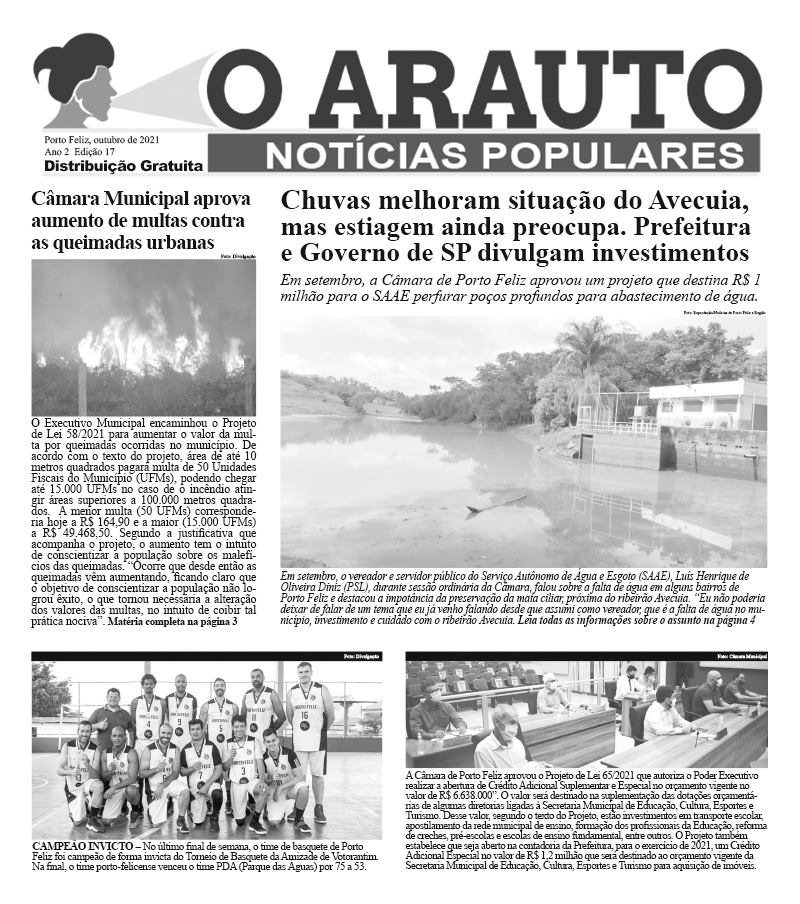 O ARAUTO
NOTÍCIAS POPULARES
Porto Feliz, outubro de 2021
Ano 2 Edição 17
Distribuição Gratuita
Câmara Municipal aprova
aumento de multas contra
as queimadas urbanas
Foto: Divulgação
O Executivo Municipal encaminhou o Projeto
de Lei 58/2021 para aumentar o valor da mul-
ta por queimadas ocorridas no município. De
acordo com o texto do projeto, área de até 10
metros quadrados pagará multa de 50 Unidades
Fiscais do Município (UFMs), podendo chegar
até 15.000 UFMs no caso de o incêndio atin-
gir áreas superiores a 100.000 metros quadra-
dos. A menor multa (50 UFMs) corresponde-
ria hoje a R$ 164,90 e a maior (15.000 UFMs)
a R$ 49.468,50. Segundo a justificativa que
acompanha o projeto, o aumento tem o intuito
de conscientizar a população sobre os malefí-
cios das queimadas. “Ocorre que desde então as
queimadas vêm aumentando, ficando claro que
o objetivo de conscientizar a população não lo-
grou êxito, o que tornou necessária a alteração
dos valores das multas, no intuito de coibir tal
prática nociva”. Matéria completa na página 3
Chuvas melhoram situação do Avecuia,
mas estiagem ainda preocupa. Prefeitura
e Governo de SP divulgam investimentos
Em setembro, a Câmara de Porto Feliz aprovou um projeto que destina R$ 1
milhão para o SAAE perfurar poços profundos para abastecimento de água.
Foto: Reprodução/Notícias de Porto Feliz e Região
Em setembro, o vereador e servidor público do Serviço Autônomo de Água e Esgoto (SAAE), Luís Henrique de
Oliveira Diniz (PSL), durante sessão ordinária da Câmara, falou sobre a falta de água em alguns bairros de
Porto Feliz e destacou a impotância da preservação da mata ciliar, próxima do ribeirão Avecuia. “Eu não poderia
deixar de falar de um tema que eu já venho falando desde que assumi como vereador, que é a falta de água no mu-
nicípio, investimento e cuidado com o ribeirão Avecuia. Leia todas as informações sobre o assunto na página 4
Foto: Divulgação
CAMPEÃO INVICTO – No último final de semana, o time de basquete de Porto
Feliz foi campeão de forma invicta do Torneio de Basquete da Amizade de Votorantim.
Na final, o time porto-felicense venceu o time PDA (Parque das Águas) por 75 a 53.
Foto: Câmara Municipal
A Câmara de Porto Feliz aprovou o Projeto de Lei 65/2021 que autoriza o Poder Executivo
realizar a abertura de Crédito Adicional Suplementar e Especial no orçamento vigente no
valor de R$ 6.638.000”. O valor será destinado na suplementação das dotações orçamentá-
rias de algumas diretorias ligadas à Secretaria Municipal de Educação, Cultura, Esportes e
Turismo. Desse valor, segundo o texto do Projeto, estão investimentos em transporte escolar,
apostilamento da rede municipal de ensino, formação dos profissionais da Educação, reforma
de creches, pré-escolas e escolas de ensino fundamental, entre outros. O Projeto também
estabelece que seja aberto na contadoria da Prefeitura, para o exercício de 2021, um Crédito
Adicional Especial no valor de R$ 1,2 milhão que será destinado ao orçamento vigente da
Secretaria Municipal de Educação, Cultura, Esportes e Turismo para aquisição de imóveis.